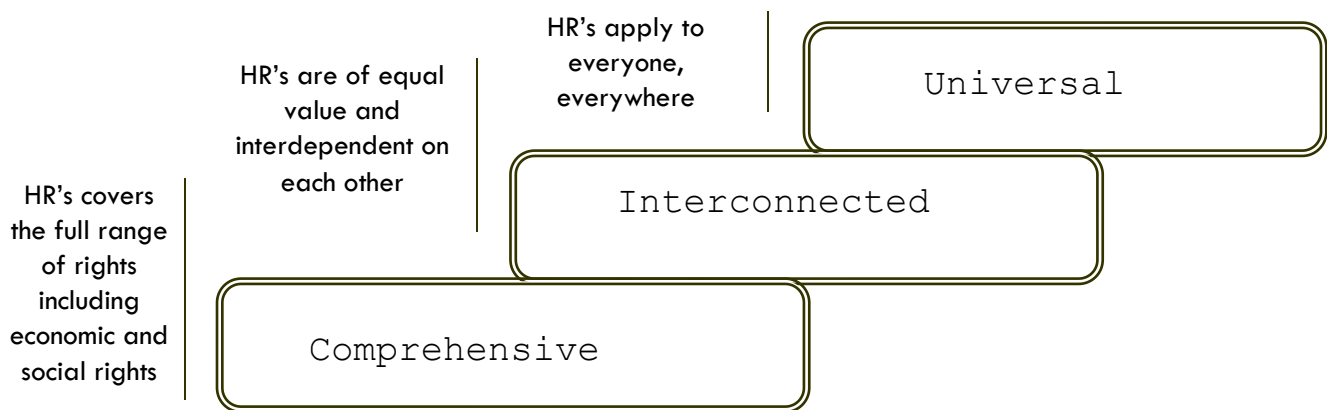 HR's apply to
everyone,
everywhere
Universal
HR's are of equal
value and
interdependent on
each other
Interconnected
HR's covers
the full range
of rights
including
economic and
social rights
Comprehensive